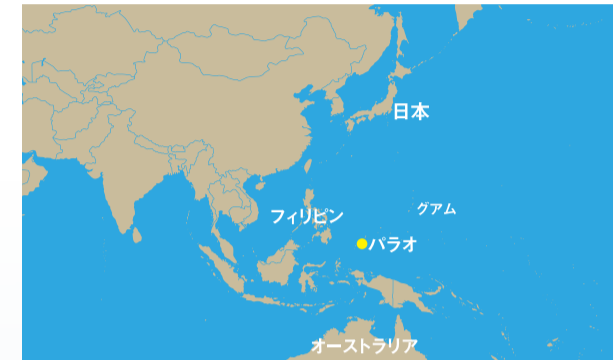 日本
グアム
フィリピン
パラオ
オーストラリア